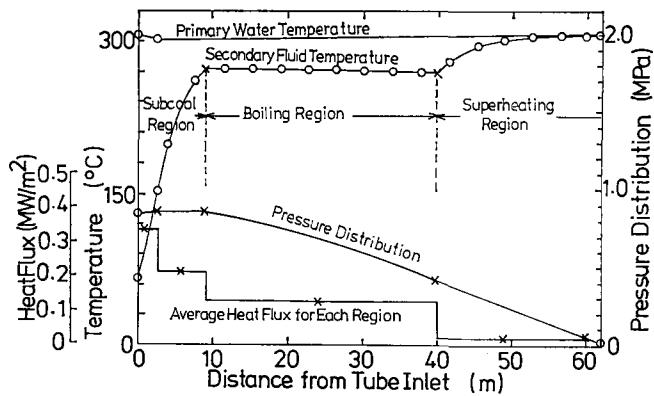 Primary Water Temperature
Secondary Fluid Temperature
Subcool Region
Boiling Region
Superheating Region
Pressure Distribution
Average Heat Flux for Each Region
300
150
0
Temperature (°C)
0.5
0.4
0.3
0.2
0.1
0
HeatFlux (MW/m²)
2.0
1.0
0
Pressure Distribution (MPa)
0 10 20 30 40 50 60
Distance from Tube Inlet (m)